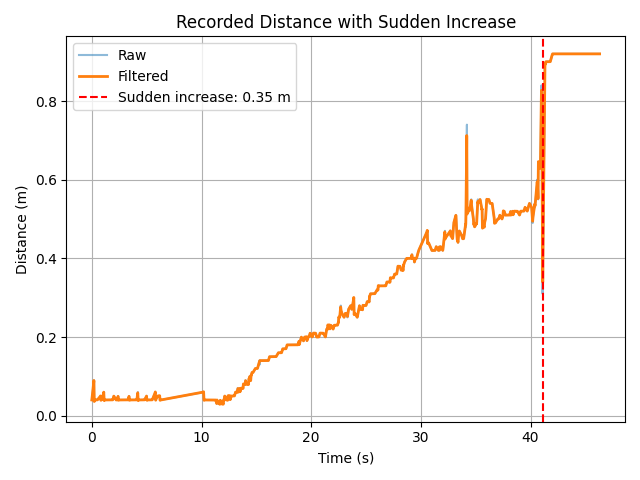 Recorded Distance with Sudden Increase
Raw
Filtered
Sudden increase: 0.35 m
Distance (m)
0.8
0.6
0.4
0.2
0.0
0 10 20 30 40
Time (s)